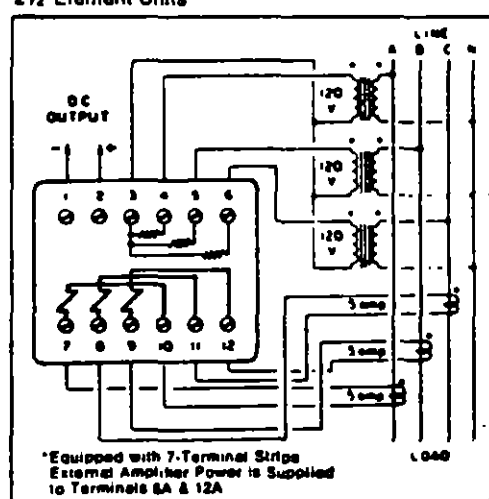 2½ Element Units
LINE
A B C N
DC
OUTPUT
- +
120
V
120
V
120
V
1 2 3 4 5 6
7 8 9 10 11 12
5 amp
5 amp
5 amp
LOAD
*Equipped with 7-Terminal Strips
External Amplifier Power is Supplied
to Terminals 6A & 12A